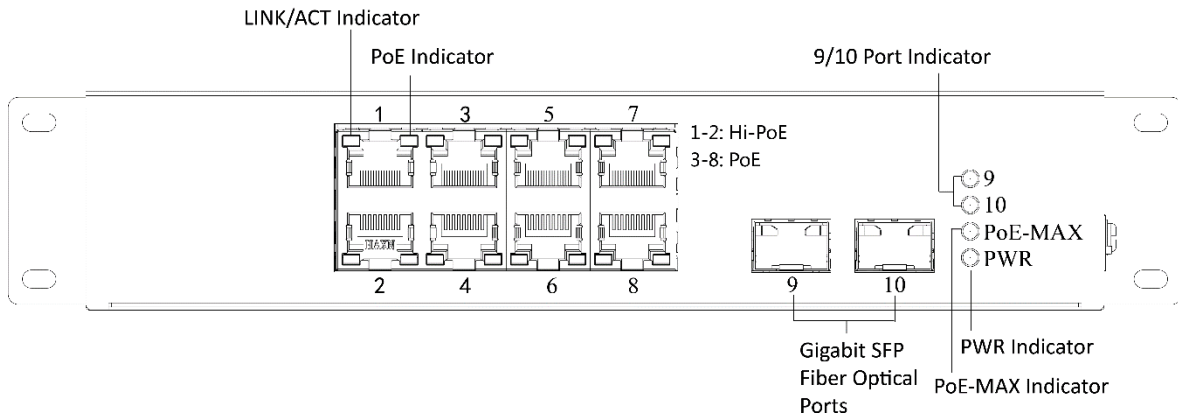 LINK/ACT Indicator
PoE Indicator
9/10 Port Indicator
1 3 5 7
1-2: Hi-PoE
3-8: PoE
9
10
PoE-MAX
PWR
2 4 6 8
9 10
Gigabit SFP
Fiber Optical
Ports
PWR Indicator
PoE-MAX Indicator